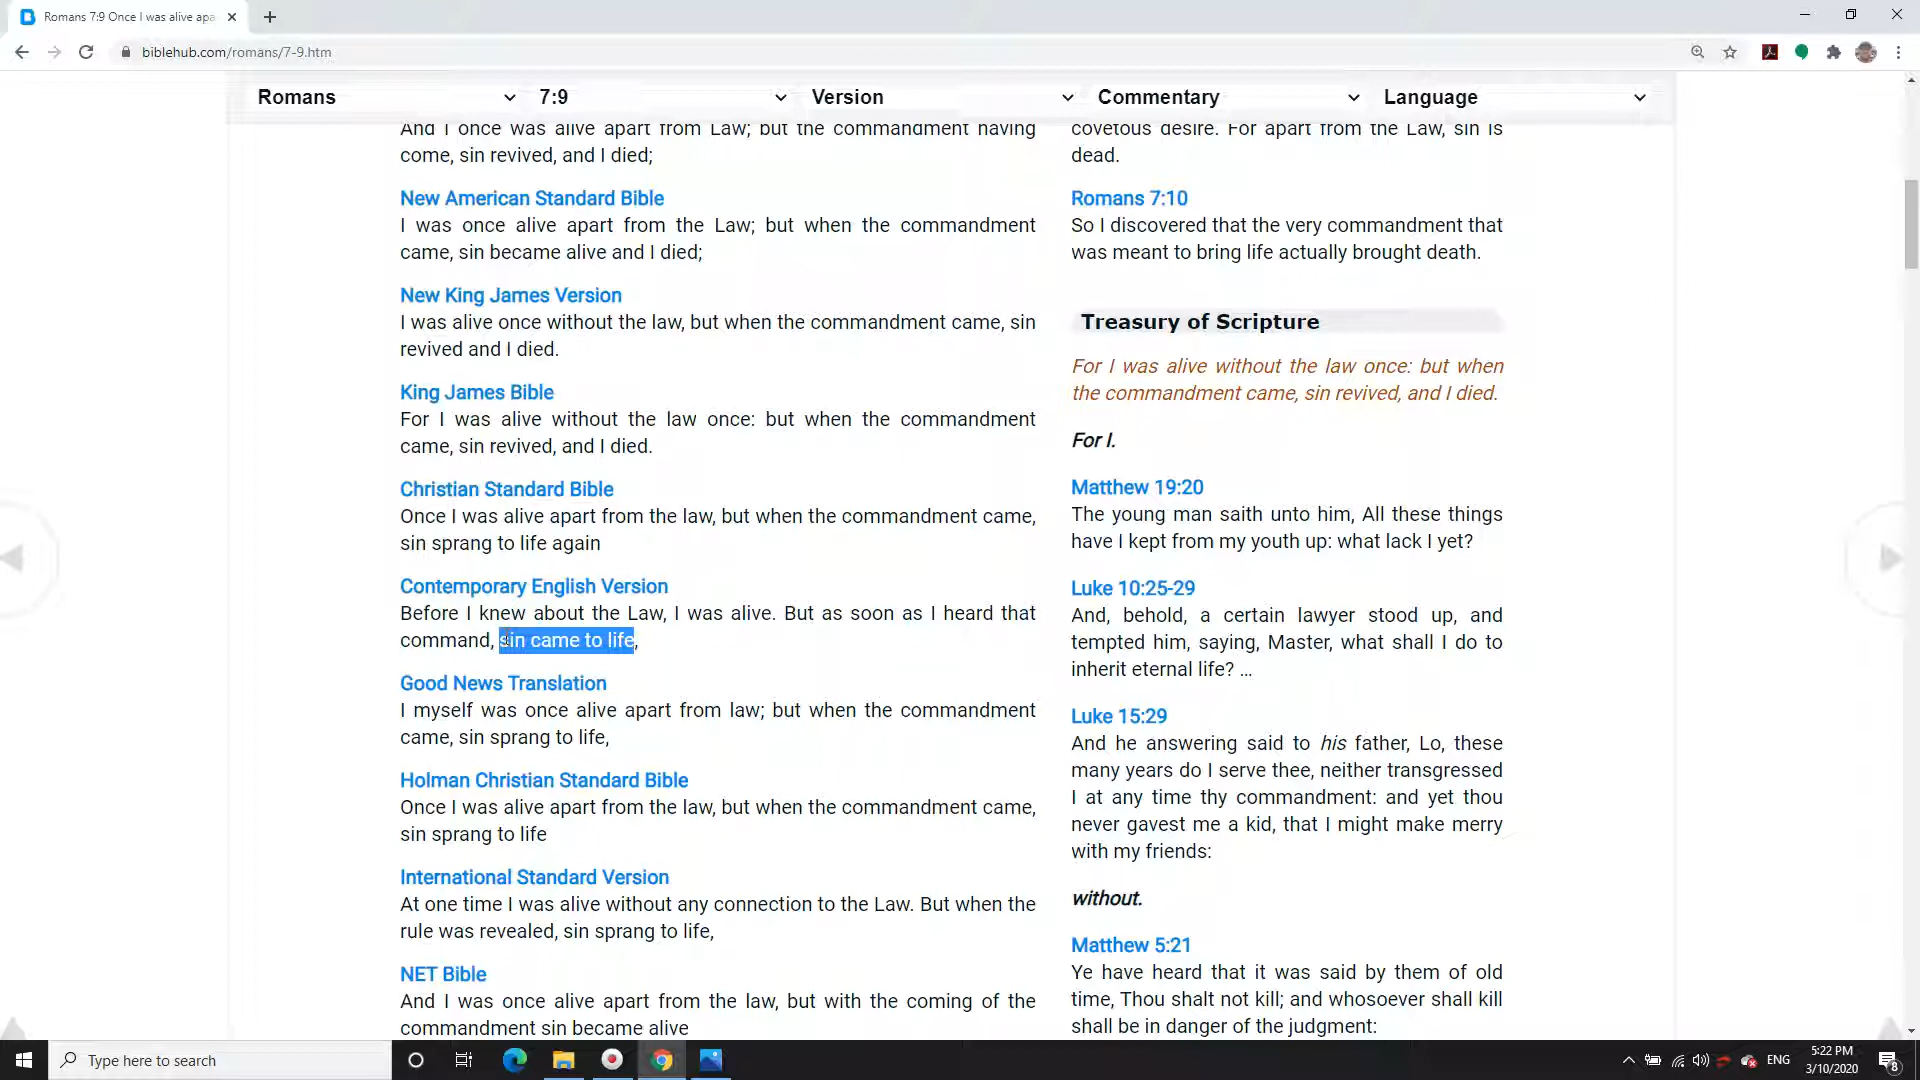 Romans 7:9 Once I was alive apa
biblehub.com/romans/7-9.htm
Romans
7:9
Version
Commentary
Language
And I once was alive apart from Law; but the commandment having
come, sin revived, and I died;
New American Standard Bible
I was once alive apart from the Law; but when the commandment
came, sin became alive and I died;
New King James Version
I was alive once without the law, but when the commandment came, sin
revived and I died.
King James Bible
For I was alive without the law once: but when the commandment
came, sin revived, and I died.
Christian Standard Bible
Once I was alive apart from the law, but when the commandment came,
sin sprang to life again
Contemporary English Version
Before I knew about the Law, I was alive. But as soon as I heard that
command, sin came to life,
Good News Translation
I myself was once alive apart from law; but when the commandment
came, sin sprang to life,
Holman Christian Standard Bible
Once I was alive apart from the law, but when the commandment came,
sin sprang to life
International Standard Version
At one time I was alive without any connection to the Law. But when the
rule was revealed, sin sprang to life,
NET Bible
And I was once alive apart from the law, but with the coming of the
commandment sin became alive
covetous desire. For apart from the Law, sin is
dead.
Romans 7:10
So I discovered that the very commandment that
was meant to bring life actually brought death.
Treasury of Scripture
For I was alive without the law once: but when
the commandment came, sin revived, and I died.
For I.
Matthew 19:20
The young man saith unto him, All these things
have I kept from my youth up: what lack I yet?
Luke 10:25-29
And, behold, a certain lawyer stood up, and
tempted him, saying, Master, what shall I do to
inherit eternal life? …
Luke 15:29
And he answering said to his father, Lo, these
many years do I serve thee, neither transgressed
I at any time thy commandment: and yet thou
never gavest me a kid, that I might make merry
with my friends:
without.
Matthew 5:21
Ye have heard that it was said by them of old
time, Thou shalt not kill; and whosoever shall kill
shall be in danger of the judgment:
Type here to search
ENG
5:22 PM
3/10/2020
8